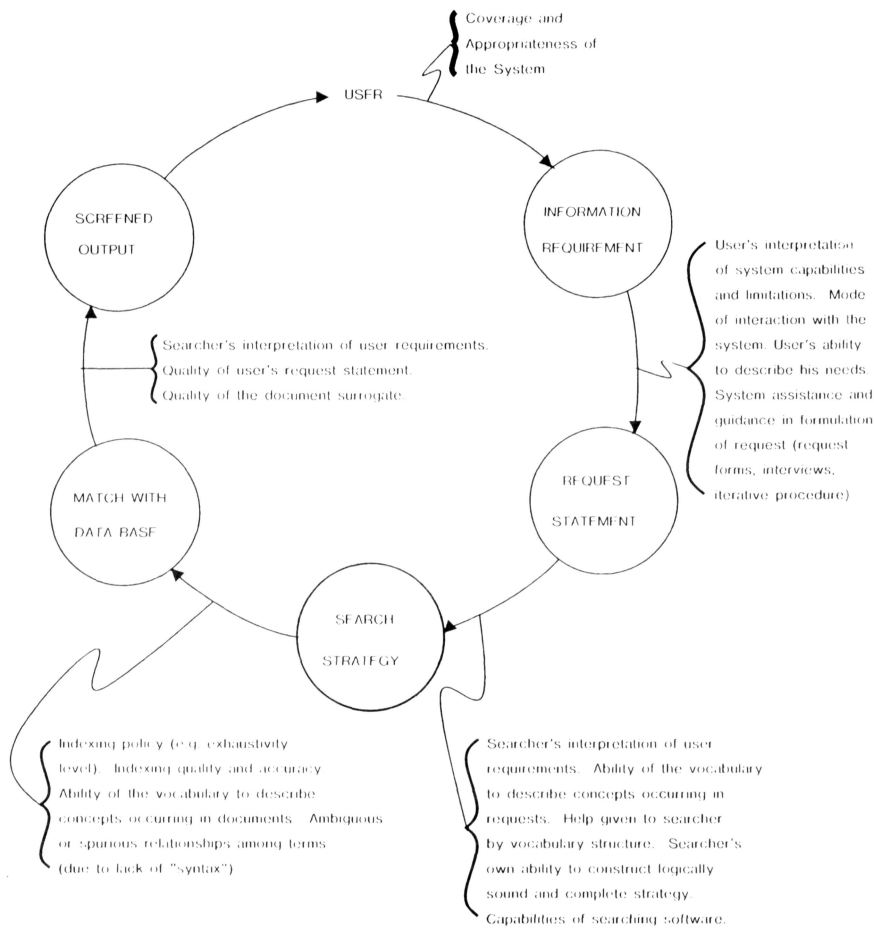 Coverage and
Appropriateness of
the System
USER
SCREENED
OUTPUT
INFORMATION
REQUIREMENT
User's interpretation
of system capabilities
and limitations. Mode
of interaction with the
system. User's ability
to describe his needs.
System assistance and
guidance in formulation
of request (request
forms, interviews,
iterative procedure)
Searcher's interpretation of user requirements.
Quality of user's request statement.
Quality of the document surrogate.
MATCH WITH
DATA BASE
REQUEST
STATEMENT
SEARCH
STRATEGY
Indexing policy (e.g. exhaustivity
level). Indexing quality and accuracy
Ability of the vocabulary to describe
concepts occurring in documents. Ambiguous
or spurious relationships among terms
(due to lack of "syntax")
Searcher's interpretation of user
requirements. Ability of the vocabulary
to describe concepts occurring in
requests. Help given to searcher
by vocabulary structure. Searcher's
own ability to construct logically
sound and complete strategy.
Capabilities of searching software.